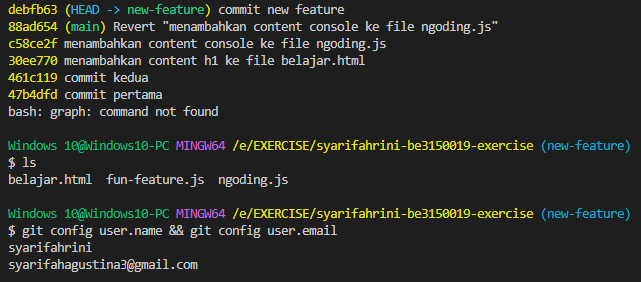 debfb63 (HEAD -> new-feature) commit new feature
88ad654 (main) Revert "menambahkan content console ke file ngoding.js"
c58ce2f menambahkan content console ke file ngoding.js
30ee770 menambahkan content h1 ke file belajar.html
461c119 commit kedua
47b4dfd commit pertama
bash: graph: command not found
Windows 10@Windows10-PC MINGW64 /e/EXERCISE/syarifahrini-be3150019-exercise (new-feature)
$ ls
belajar.html  fun-feature.js  ngoding.js
Windows 10@Windows10-PC MINGW64 /e/EXERCISE/syarifahrini-be3150019-exercise (new-feature)
$ git config user.name && git config user.email
syarifahrini
syarifahagustina3@gmail.com